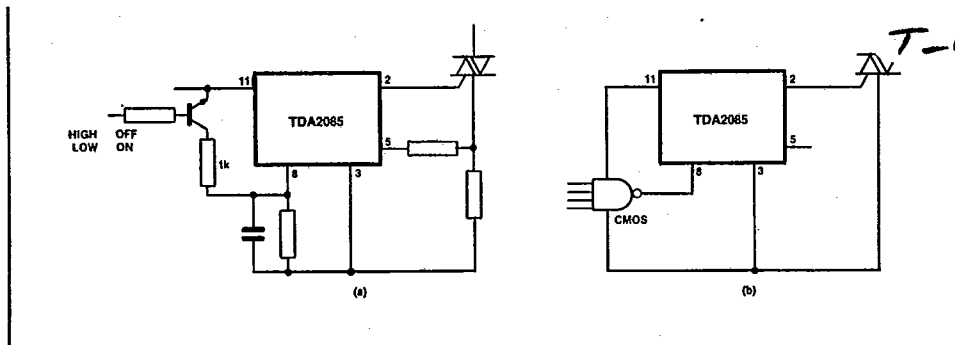 T-
11
2
TDA2085
5
8
3
HIGH OFF
LOW ON
1k
(a)
11
2
TDA2085
5
8
3
CMOS
(b)